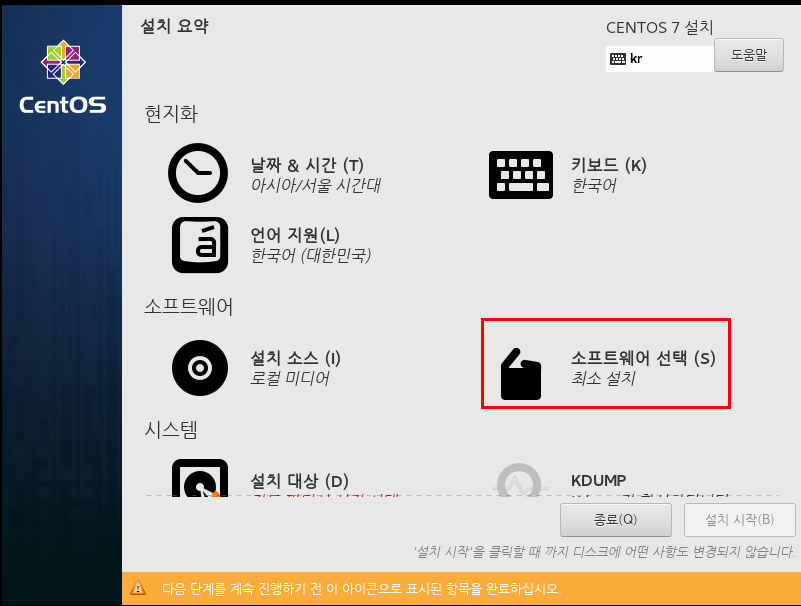 설치 요약
CENTOS 7 설치
kr
도움말
CentOS
현지화
날짜 & 시간 (T)
아시아/서울 시간대
키보드 (K)
한국어
언어 지원(L)
한국어 (대한민국)
소프트웨어
설치 소스 (I)
로컬 미디어
소프트웨어 선택 (S)
최소 설치
시스템
설치 대상 (D)
KDUMP
종료(Q)
설치 시작(B)
'설치 시작'을 클릭할 때 까지 디스크에 어떤 사항도 변경되지 않습니다.
다음 단계를 계속 진행하기 전 이 아이콘으로 표시된 항목을 완료하십시오.